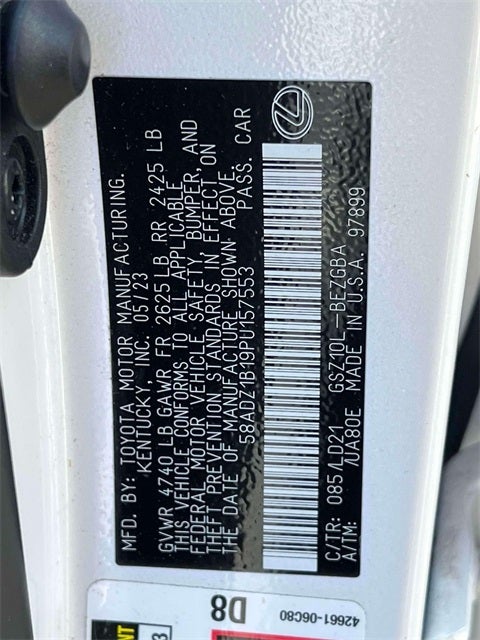 MFD. BY: TOYOTA MOTOR MANUFACTURING.
KENTUCKY, INC. 05/23
GVWR 4740 LB GAWR FR 2625 LB RR 2425 LB
THIS VEHICLE CONFORMS TO ALL APPLICABLE
FEDERAL MOTOR VEHICLE SAFETY, BUMPER, AND
THEFT PREVENTION STANDARDS IN EFFECT ON
THE DATE OF MANUFACTURE SHOWN ABOVE.
58ADZ1B19PU157553 PASS. CAR
C/TR: 085 /LD21 GSZ10L-BEZGBA
A/TM: /UA80E MADE IN U.S.A. 97899
42661-06C80
D8
NT
3